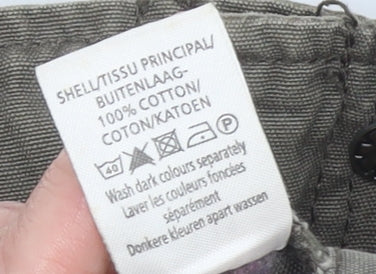 SHELL/TISSU PRINCIPAL/
BUITENLAAG-
100% COTTON/
COTON/KATOEN
40 P
Wash dark colours separately
Laver les couleurs foncées
séparément
Donkere kleuren apart wassen